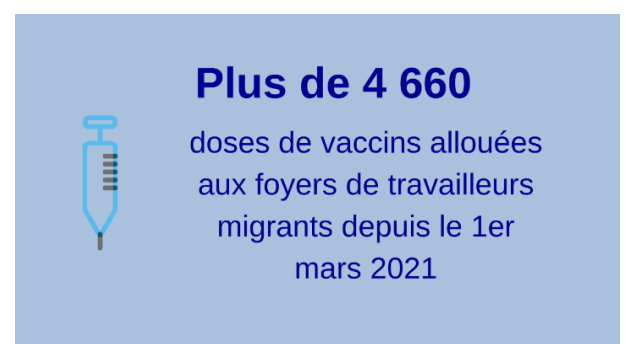 Plus de 4 660
doses de vaccins allouées
aux foyers de travailleurs
migrants depuis le 1er
mars 2021